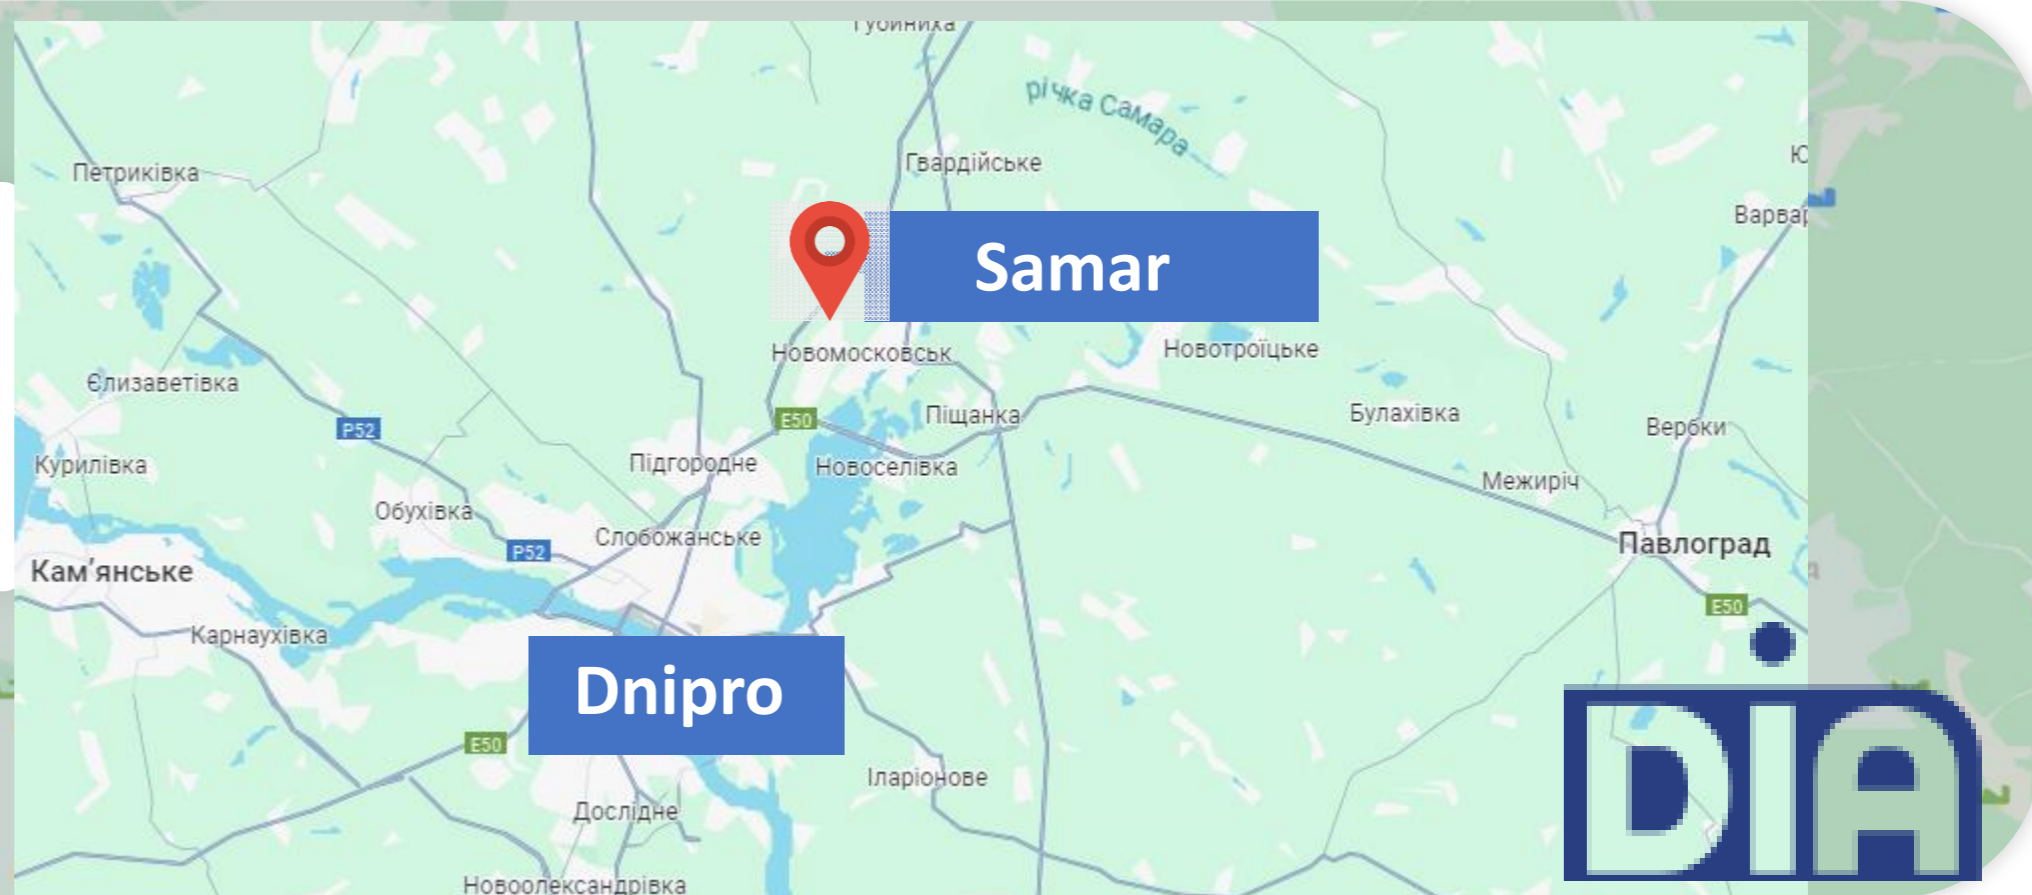 Губиниха
річка Самара
Гвардійське
Петриківка
Варвар
Samar
Новомосковськ
Новотроїцьке
Єлизаветівка
E50
Піщанка
Булахівка
P52
Вербки
Курилівка
Підгородне
Новоселівка
Межиріч
Обухівка
Слобожанське
P52
Павлоград
Кам'янське
E50
Карнаухівка
Dnipro
E50
Іларіонове
DIA
Дослідне
Новоолександрівка